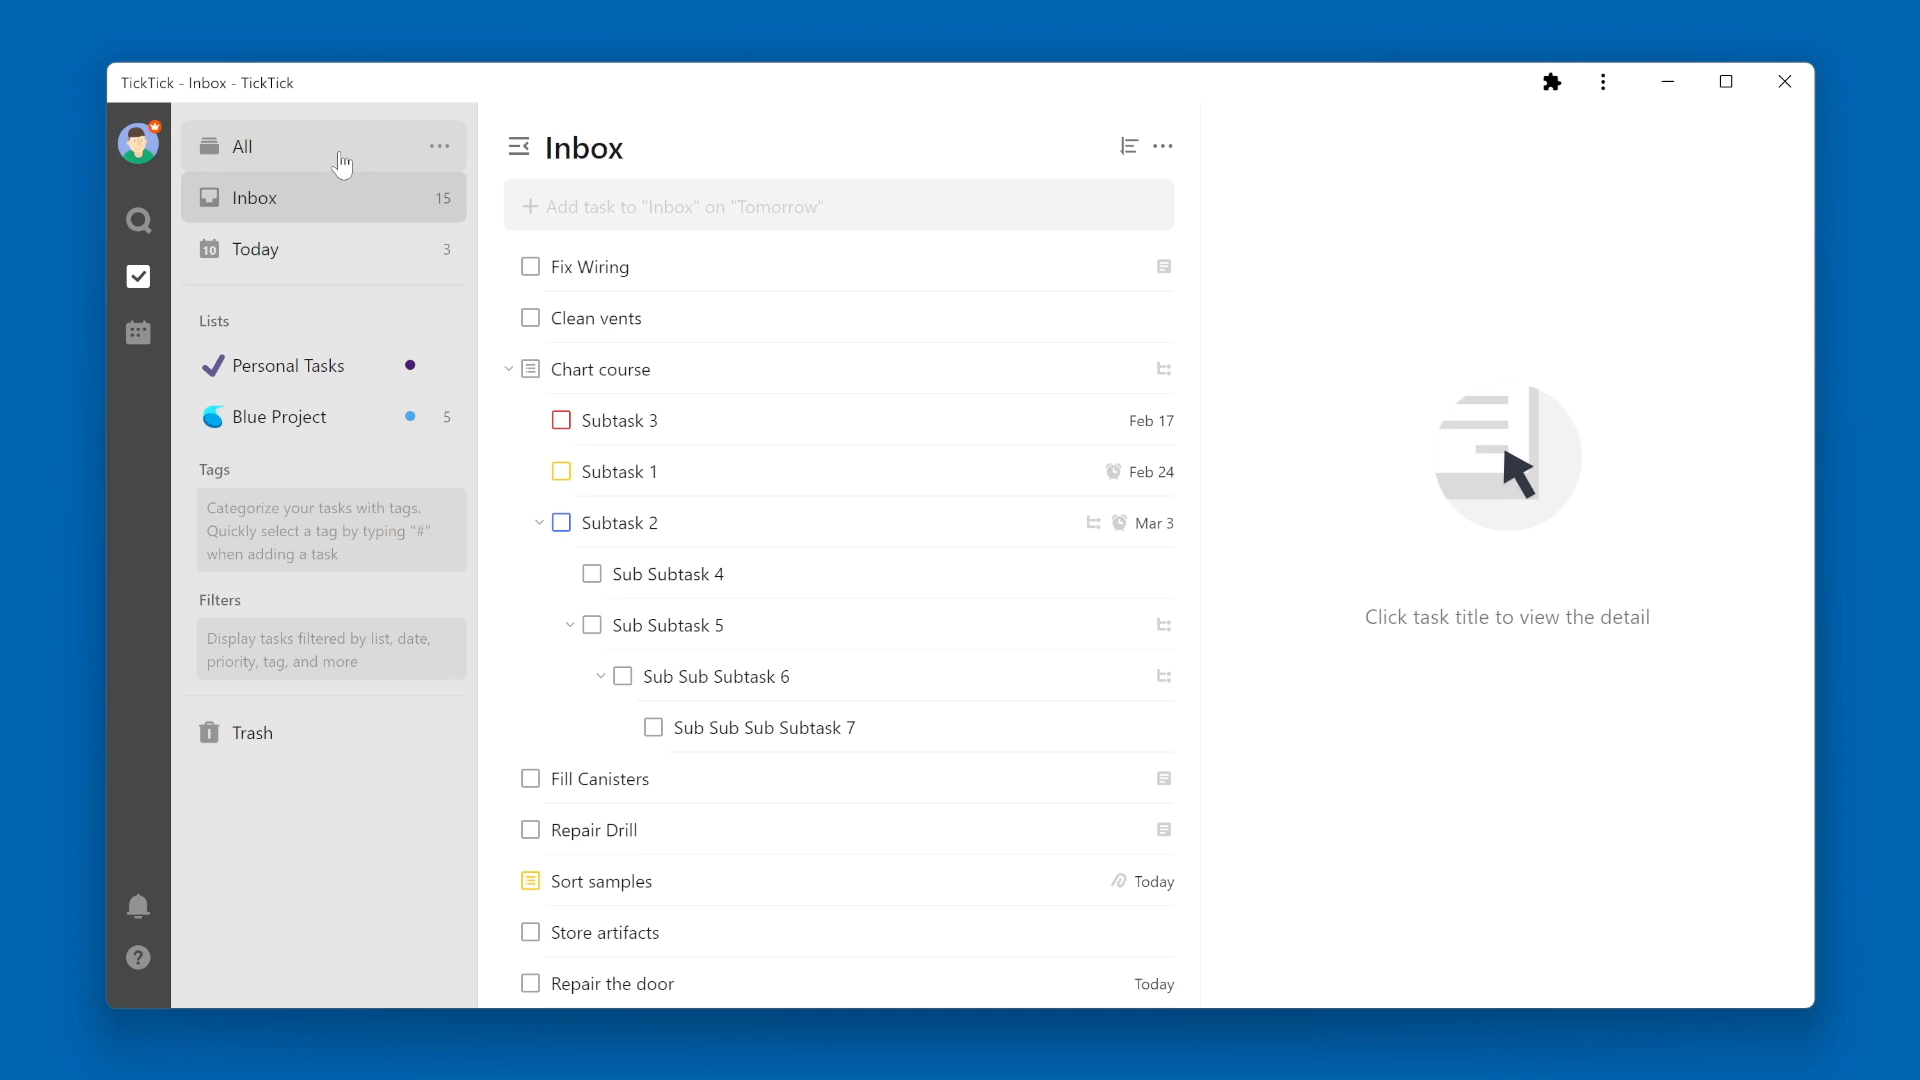 TickTick - Inbox - TickTick
All
Inbox 15
10 Today 3
Lists
Personal Tasks
Blue Project 5
Tags
Categorize your tasks with tags.
Quickly select a tag by typing "#"
when adding a task
Filters
Display tasks filtered by list, date,
priority, tag, and more
Trash
Inbox
+ Add task to "Inbox" on "Tomorrow"
Fix Wiring
Clean vents
Chart course
Subtask 3 Feb 17
Subtask 1 Feb 24
Subtask 2 Mar 3
Sub Subtask 4
Sub Subtask 5
Sub Sub Subtask 6
Sub Sub Sub Subtask 7
Fill Canisters
Repair Drill
Sort samples Today
Store artifacts
Repair the door Today
Click task title to view the detail